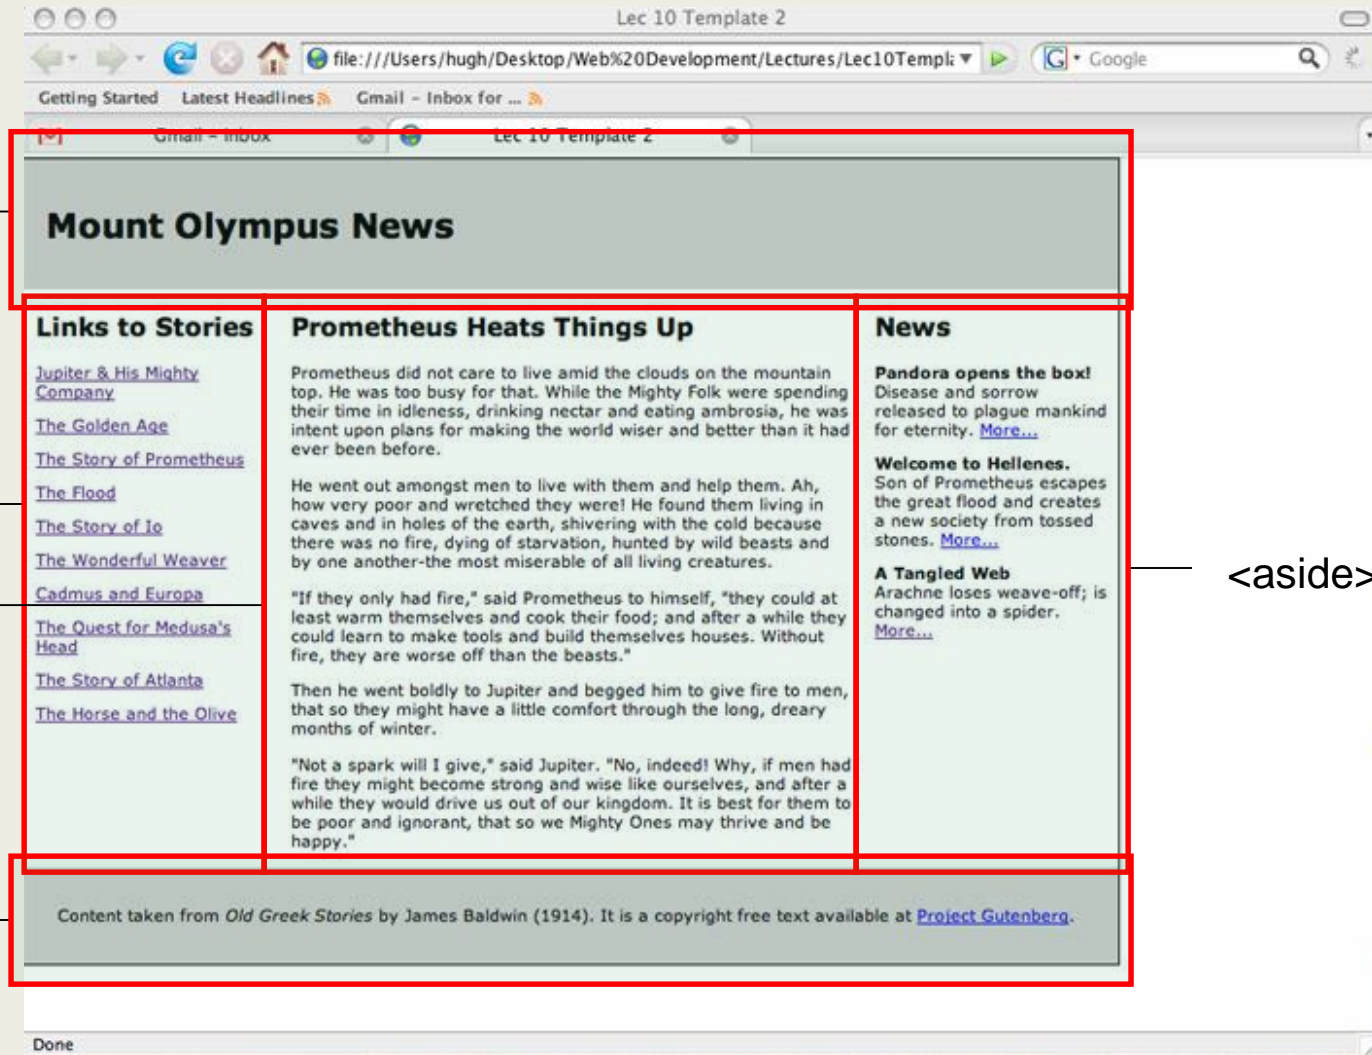 Lec 10 Template 2
file:///Users/hugh/Desktop/Web%20Development/Lectures/Lec10Templa
G Google
Getting Started Latest Headlines Gmail - Inbox for ...
Gmail - Inbox Lec 10 Template 2
Mount Olympus News
Links to Stories
Jupiter & His Mighty
Company
The Golden Age
The Story of Prometheus
The Flood
The Story of Io
The Wonderful Weaver
Cadmus and Europa
The Quest for Medusa's
Head
The Story of Atlanta
The Horse and the Olive
Prometheus Heats Things Up
Prometheus did not care to live amid the clouds on the mountain
top. He was too busy for that. While the Mighty Folk were spending
their time in idleness, drinking nectar and eating ambrosia, he was
intent upon plans for making the world wiser and better than it had
ever been before.
He went out amongst men to live with them and help them. Ah,
how very poor and wretched they were! He found them living in
caves and in holes of the earth, shivering with the cold because
there was no fire, dying of starvation, hunted by wild beasts and
by one another-the most miserable of all living creatures.
"If they only had fire," said Prometheus to himself, "they could at
least warm themselves and cook their food; and after a while they
could learn to make tools and build themselves houses. Without
fire, they are worse off than the beasts."
Then he went boldly to Jupiter and begged him to give fire to men,
that so they might have a little comfort through the long, dreary
months of winter.
"Not a spark will I give," said Jupiter. "No, indeed! Why, if men had
fire they might become strong and wise like ourselves, and after a
while they would drive us out of our kingdom. It is best for them to
be poor and ignorant, that so we Mighty Ones may thrive and be
happy."
News
Pandora opens the box!
Disease and sorrow
released to plague mankind
for eternity. More...
Welcome to Hellenes.
Son of Prometheus escapes
the great flood and creates
a new society from tossed
stones. More...
A Tangled Web
Arachne loses weave-off; is
changed into a spider.
More...
<aside>
Content taken from Old Greek Stories by James Baldwin (1914). It is a copyright free text available at Project Gutenberg.
Done